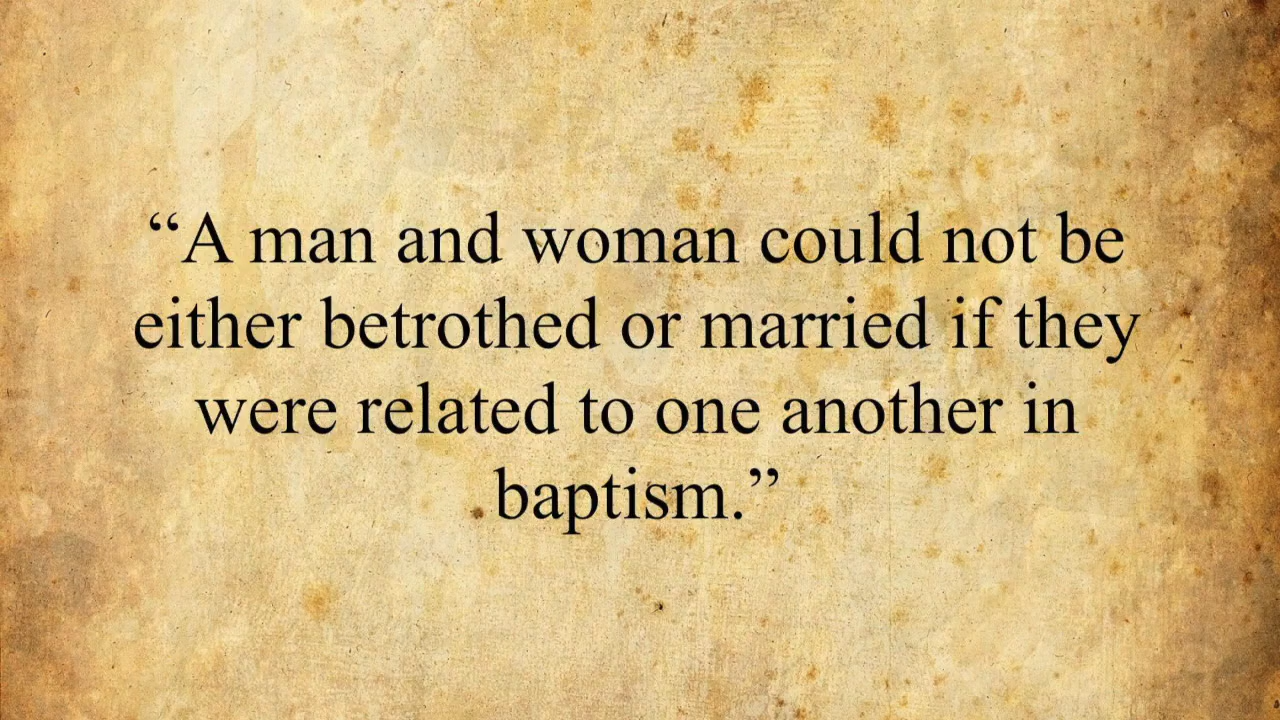 “A man and woman could not be
either betrothed or married if they
were related to one another in
baptism.”